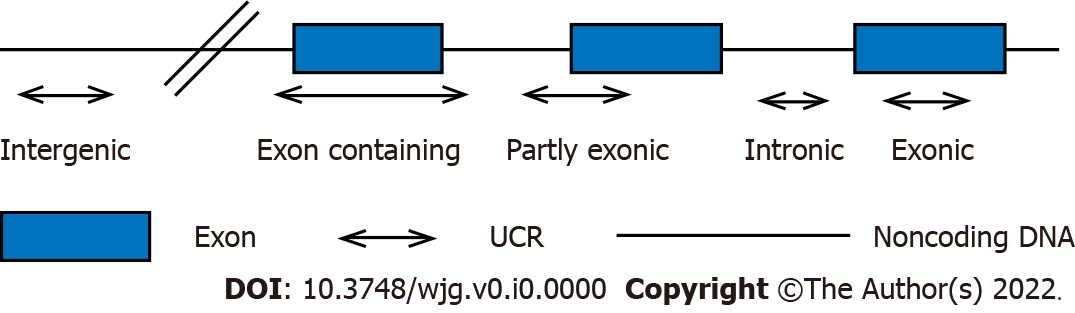 Intergenic Exon containing Partly exonic Intronic Exonic
Exon UCR Noncoding DNA
DOI: 10.3748/wjg.v0.i0.0000 Copyright ©The Author(s) 2022.